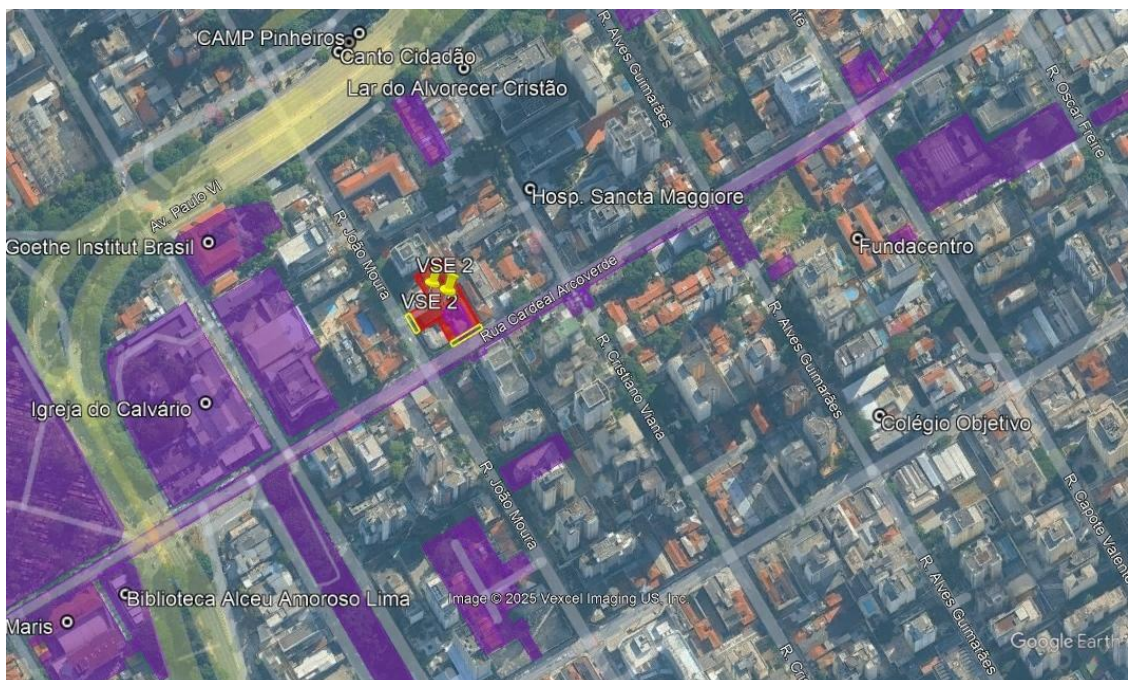 CAMP Pinheiros
Canto Cidadão
Lar do Alvorecer Cristão
R. Alves Guimarães
R. Oscar Freire
Av. Paulo VI
Hosp. Sancta Maggiore
Goethe Institut Brasil
R. João Moura
Fundacentro
VSE 2
VSE 2
Rua Cardeal Arcoverde
R. Cristiano Viana
R. Alves Guimarães
Igreja do Calvário
Colégio Objetivo
R. João Moura
R. Capote Valente
R. Alves Guimarães
Biblioteca Alceu Amoroso Lima
Image © 2025 Vexcel Imaging US, Inc.
Maris
Google Earth